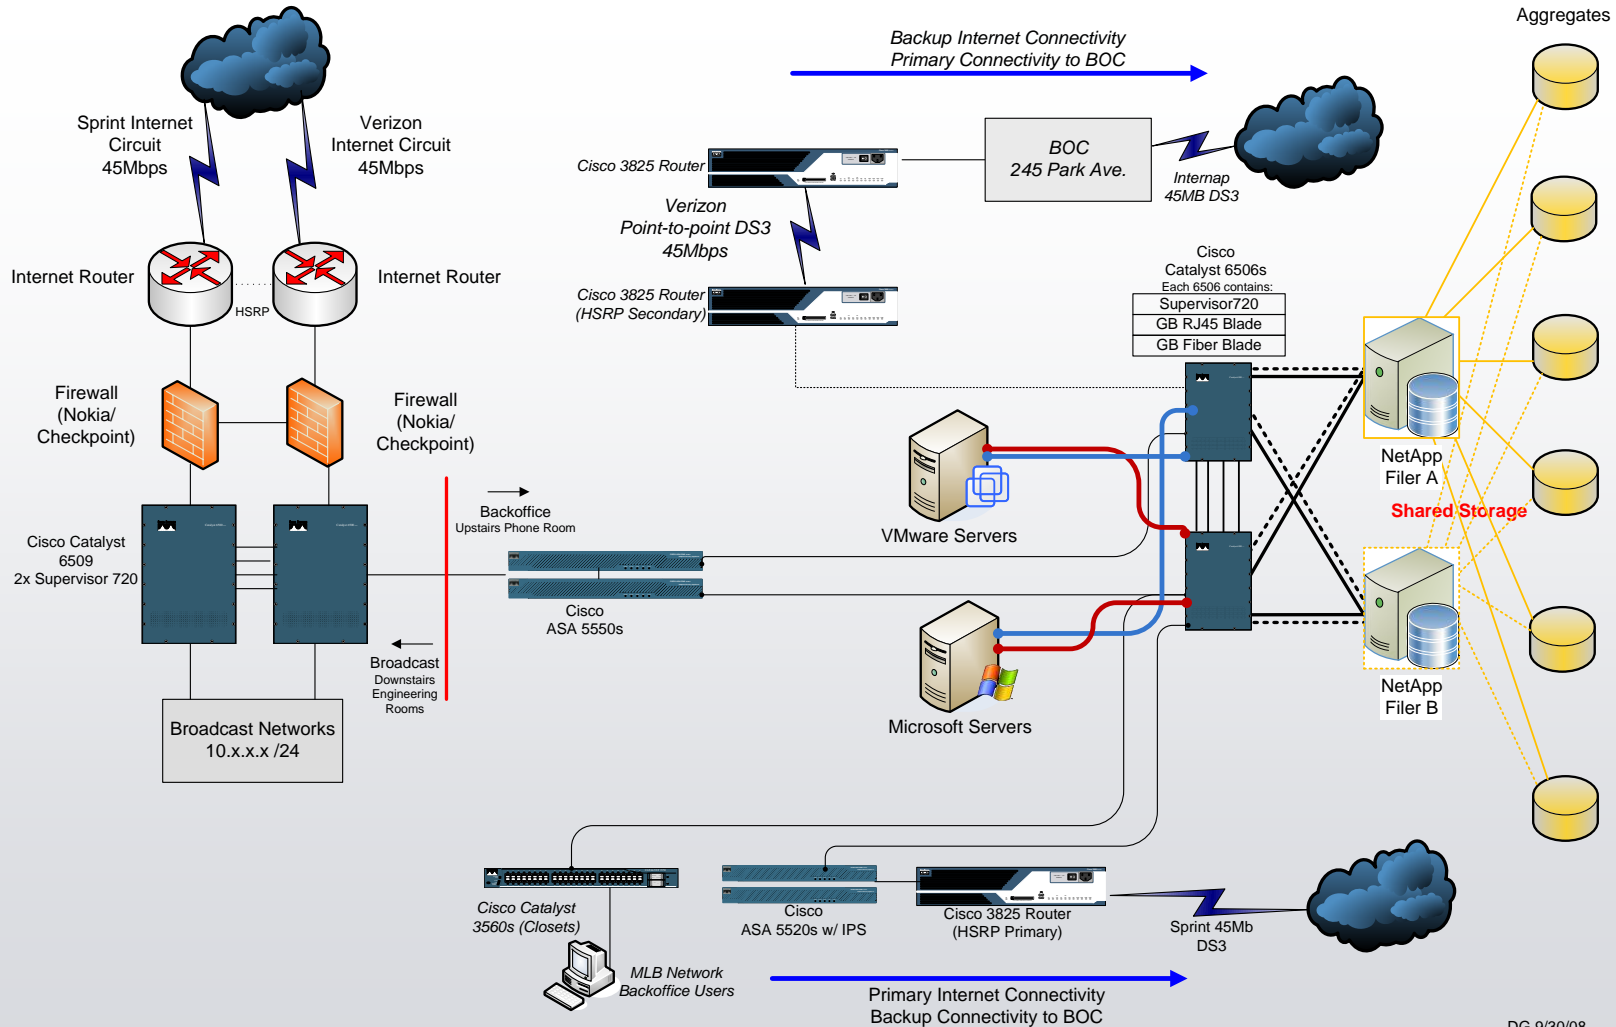 Aggregates
Backup Internet Connectivity
Primary Connectivity to BOC
Sprint Internet
Circuit
45Mbps
Verizon
Internet Circuit
45Mbps
Cisco 3825 Router
BOC
245 Park Ave.
Internap
45MB DS3
Verizon
Point-to-point DS3
45Mbps
Internet Router
Internet Router
HSRP
Cisco 3825 Router
(HSRP Secondary)
Cisco
Catalyst 6506s
Each 6506 contains:
Supervisor720
GB RJ45 Blade
GB Fiber Blade
Firewall
(Nokia/
Checkpoint)
Firewall
(Nokia/
Checkpoint)
NetApp
Filer A
Shared Storage
Backoffice
Upstairs Phone Room
VMware Servers
Cisco Catalyst
6509
2x Supervisor 720
Cisco
ASA 5550s
Broadcast
Downstairs
Engineering
Rooms
Microsoft Servers
NetApp
Filer B
Broadcast Networks
10.x.x.x /24
Cisco Catalyst
3560s (Closets)
Cisco
ASA 5520s w/ IPS
Cisco 3825 Router
(HSRP Primary)
Sprint 45Mb
DS3
MLB Network
Backoffice Users
Primary Internet Connectivity
Backup Connectivity to BOC
DG 9/30/08